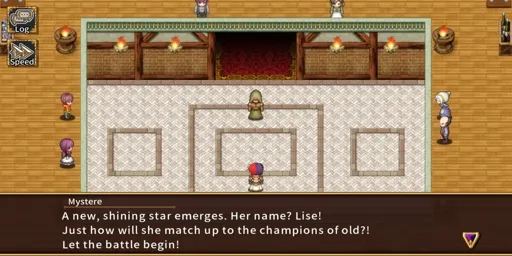 Log
Speed
Mystere
A new, shining star emerges. Her name? Lise!
Just how will she match up to the champions of old?!
Let the battle begin!